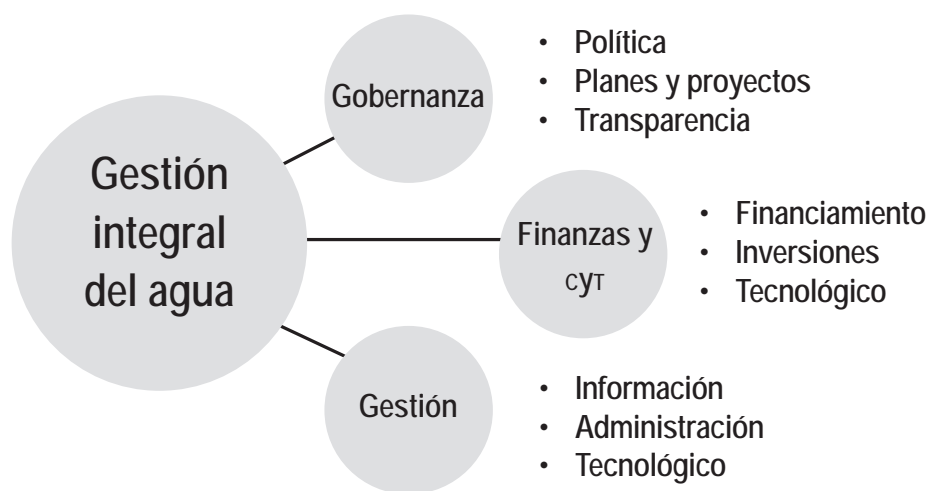 Gestión
integral
del agua
Gobernanza
• Política
• Planes y proyectos
• Transparencia
Finanzas y
CyT
• Financiamiento
• Inversiones
• Tecnológico
Gestión
• Información
• Administración
• Tecnológico